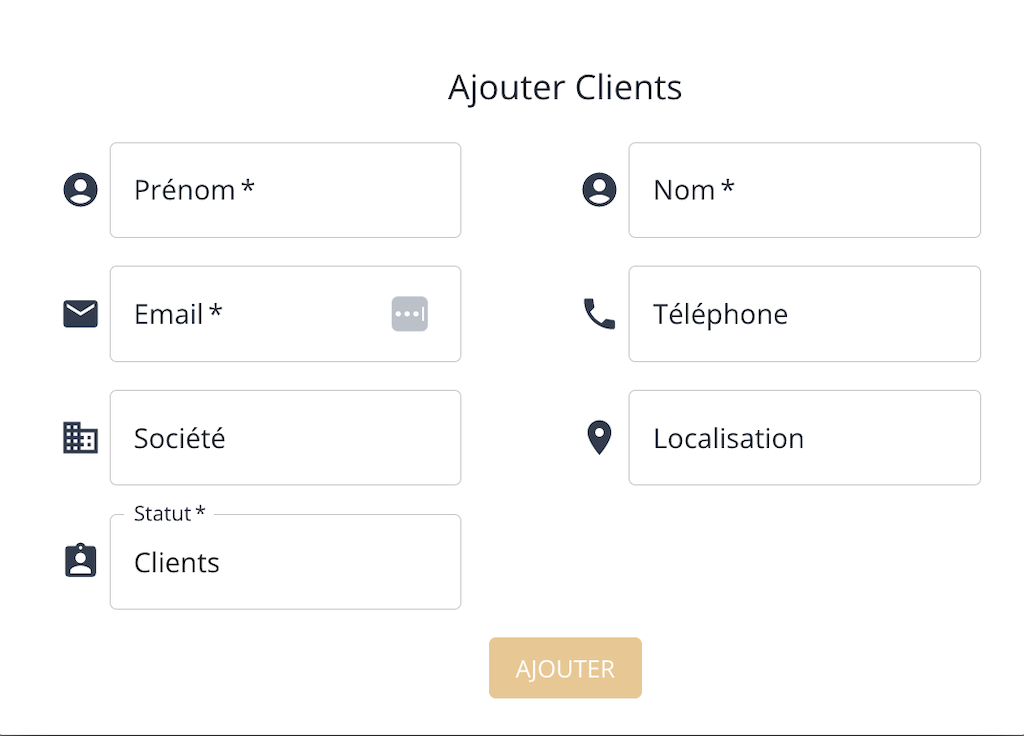 Ajouter Clients
Prénom *
Nom *
Email *
Téléphone
Société
Localisation
Statut *
Clients
AJOUTER